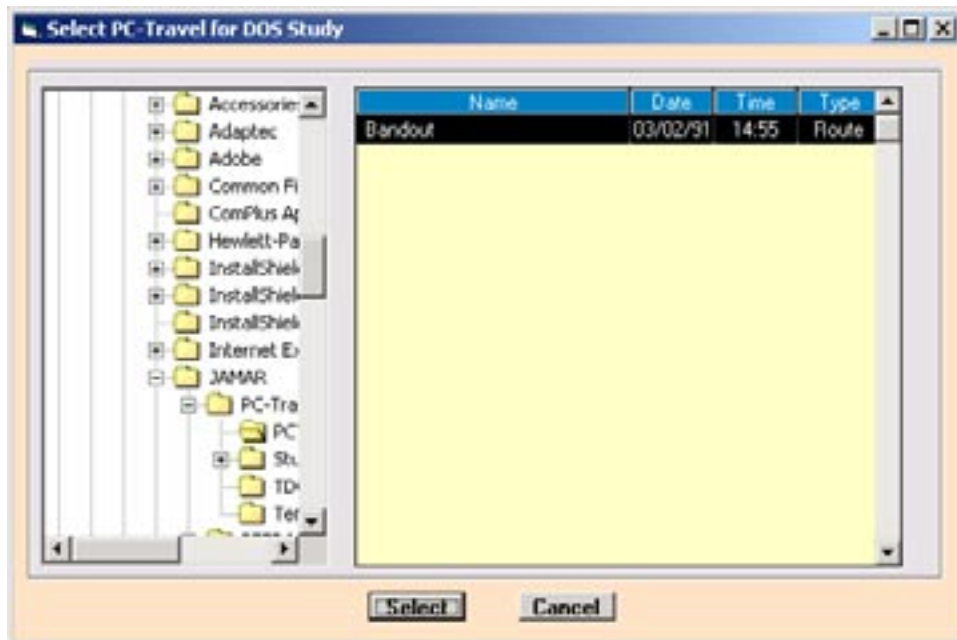 Select PC-Travel for DOS Study
Accessorie
Adaptec
Adobe
Common Fi
ComPlus Ap
Hewlett-Pa
InstallShiel
InstallShiel
InstallShiel
Internet Ex
JAMAR
PC-Tra
PC
Stu
TD
Ter
Name Date Time Type
Bandout 03/02/91 14:55 Route
Select Cancel